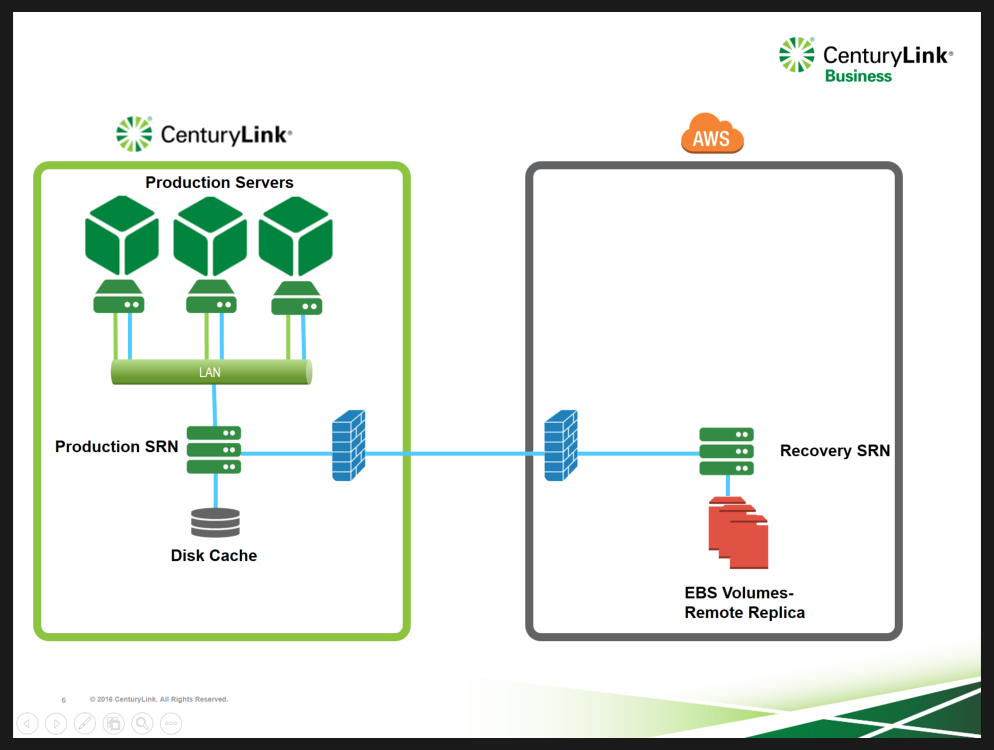 CenturyLink®
Business
CenturyLink®
AWS
Production Servers
LAN
Production SRN
Recovery SRN
Disk Cache
EBS Volumes-
Remote Replica
6 © 2016 CenturyLink. All Rights Reserved.